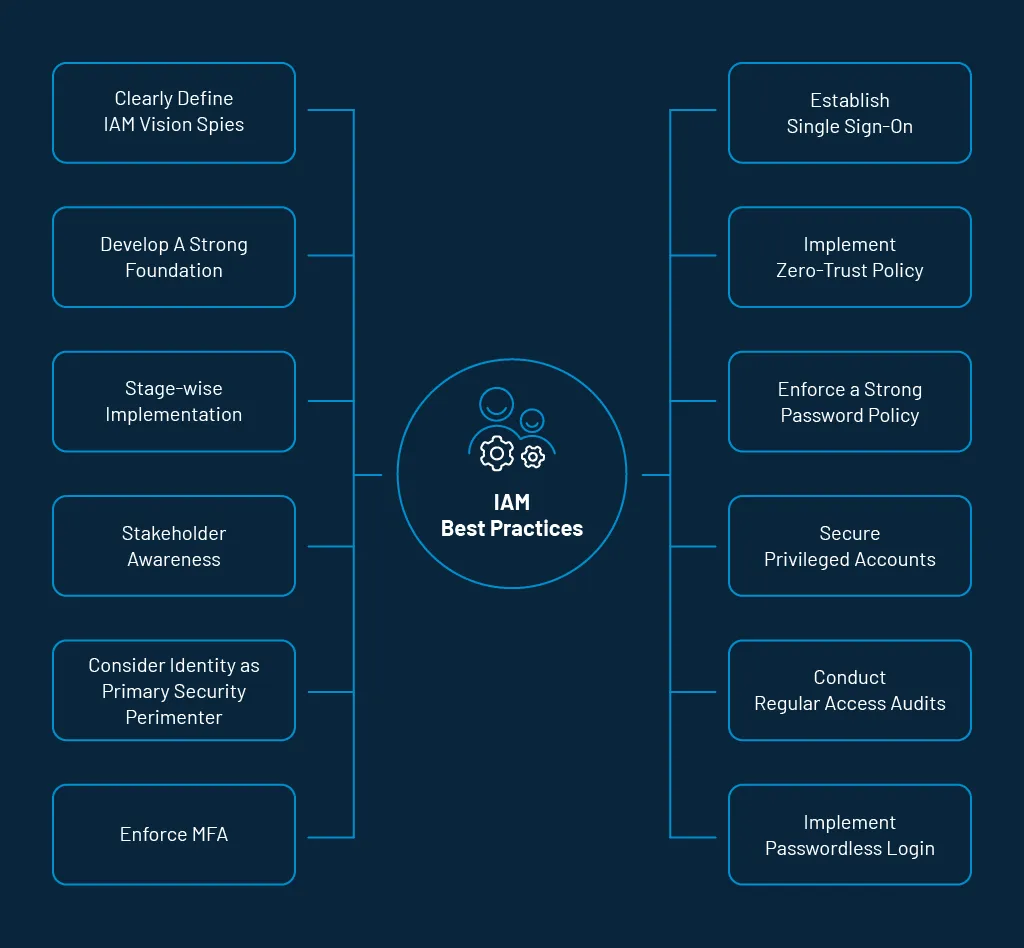 Clearly Define
IAM Vision Spies
Develop A Strong
Foundation
Stage-wise
Implementation
Stakeholder
Awareness
Consider Identity as
Primary Security
Perimenter
Enforce MFA
IAM
Best Practices
Establish
Single Sign-On
Implement
Zero-Trust Policy
Enforce a Strong
Password Policy
Secure
Privileged Accounts
Conduct
Regular Access Audits
Implement
Passwordless Login